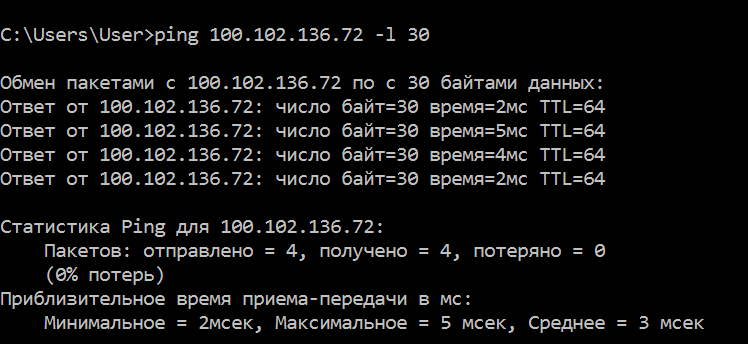 C:\Users\User>ping 100.102.136.72 -l 30
Обмен пакетами с 100.102.136.72 по с 30 байтами данных:
Ответ от 100.102.136.72: число байт=30 время=2мс TTL=64
Ответ от 100.102.136.72: число байт=30 время=5мс TTL=64
Ответ от 100.102.136.72: число байт=30 время=4мс TTL=64
Ответ от 100.102.136.72: число байт=30 время=2мс TTL=64
Статистика Ping для 100.102.136.72:
Пакетов: отправлено = 4, получено = 4, потеряно = 0
(0% потерь)
Приблизительное время приема-передачи в мс:
Минимальное = 2мсек, Максимальное = 5 мсек, Среднее = 3 мсек